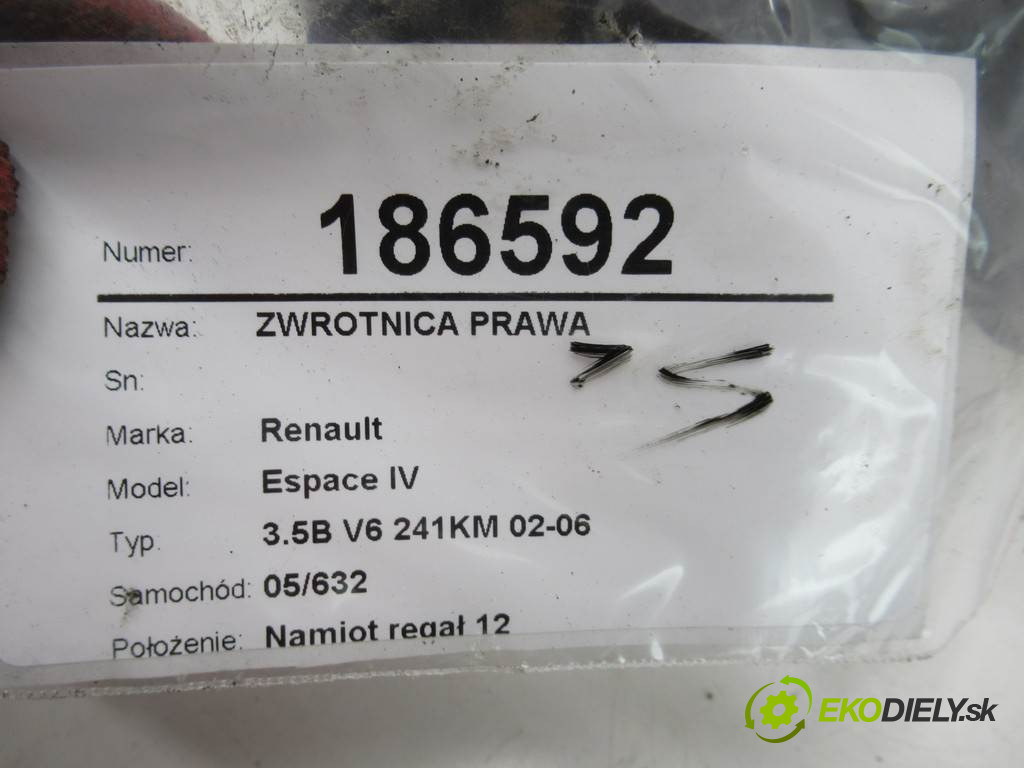 Numer: 186592
Nazwa: ZWROTNICA PRAWA
Sn:
Marka: Renault
Model: Espace IV
Typ: 3.5B V6 241KM 02-06
Samochód: 05/632
Położenie: Namiot regał 12
EKODIELY.sk